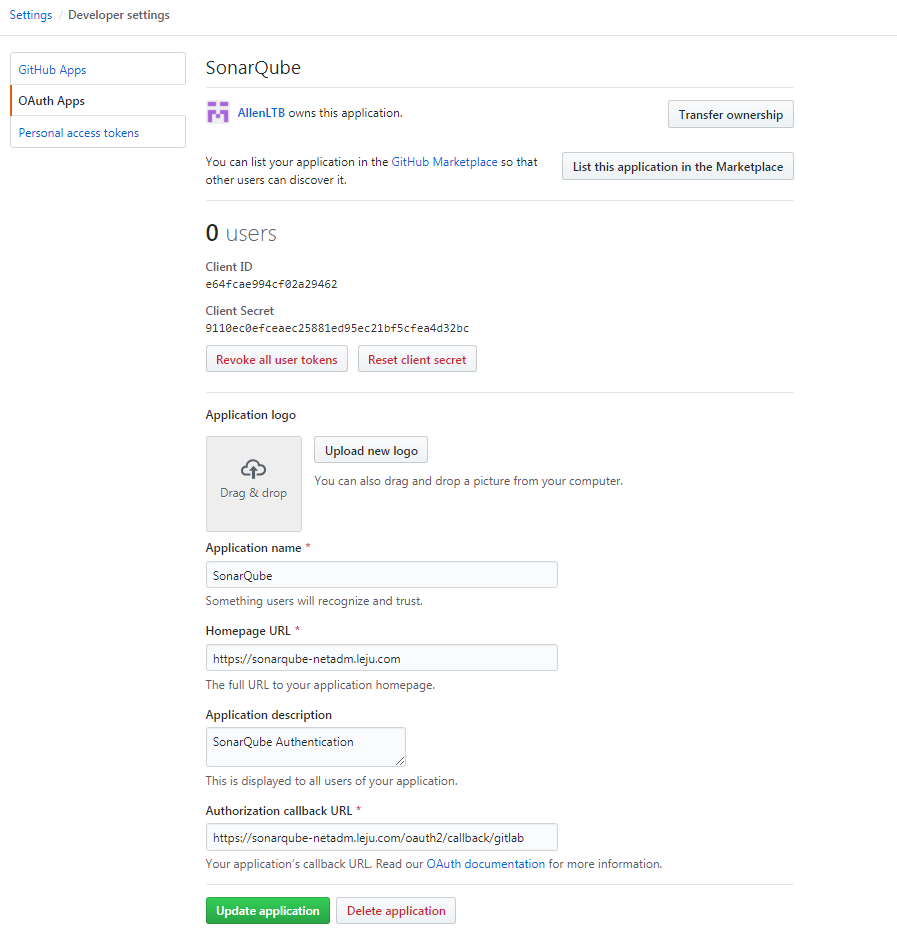 Settings / Developer settings
GitHub Apps
OAuth Apps
Personal access tokens
SonarQube
AllenLTB owns this application.
Transfer ownership
You can list your application in the GitHub Marketplace so that
other users can discover it.
List this application in the Marketplace
0 users
Client ID
e64fcae994cf02a29462
Client Secret
9110ec0efceaec25881ed95ec21bf5cfea4d32bc
Revoke all user tokens
Reset client secret
Application logo
Drag & drop
Upload new logo
You can also drag and drop a picture from your computer.
Application name *
SonarQube
Something users will recognize and trust.
Homepage URL *
https://sonarqube-netadm.leju.com
The full URL to your application homepage.
Application description
SonarQube Authentication
This is displayed to all users of your application.
Authorization callback URL *
https://sonarqube-netadm.leju.com/oauth2/callback/gitlab
Your application's callback URL. Read our OAuth documentation for more information.
Update application
Delete application